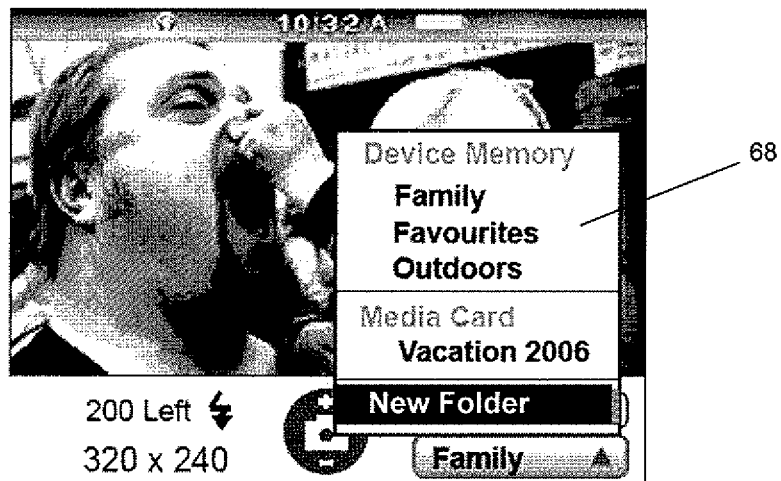 10:32 A
Device Memory
Family
Favourites
Outdoors
Media Card
Vacation 2006
New Folder
68
200 Left
320 x 240
Family